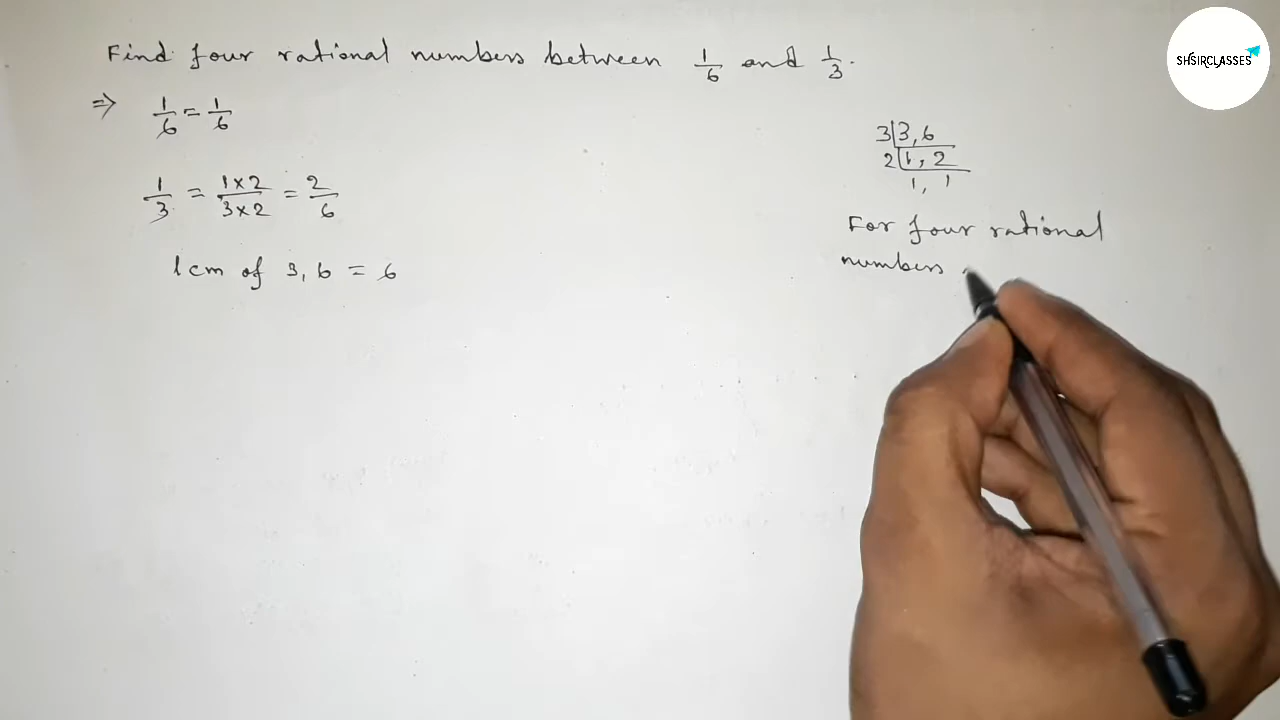 Find four rational numbers between 1/6 and 1/3.
⇒ 1/6 = 1/6
1/3 = 1×2/3×2 = 2/6
lcm of 3, 6 = 6
SHSIRCLASSES
3|3, 6
2|1, 2
1, 1
For four rational
numbers